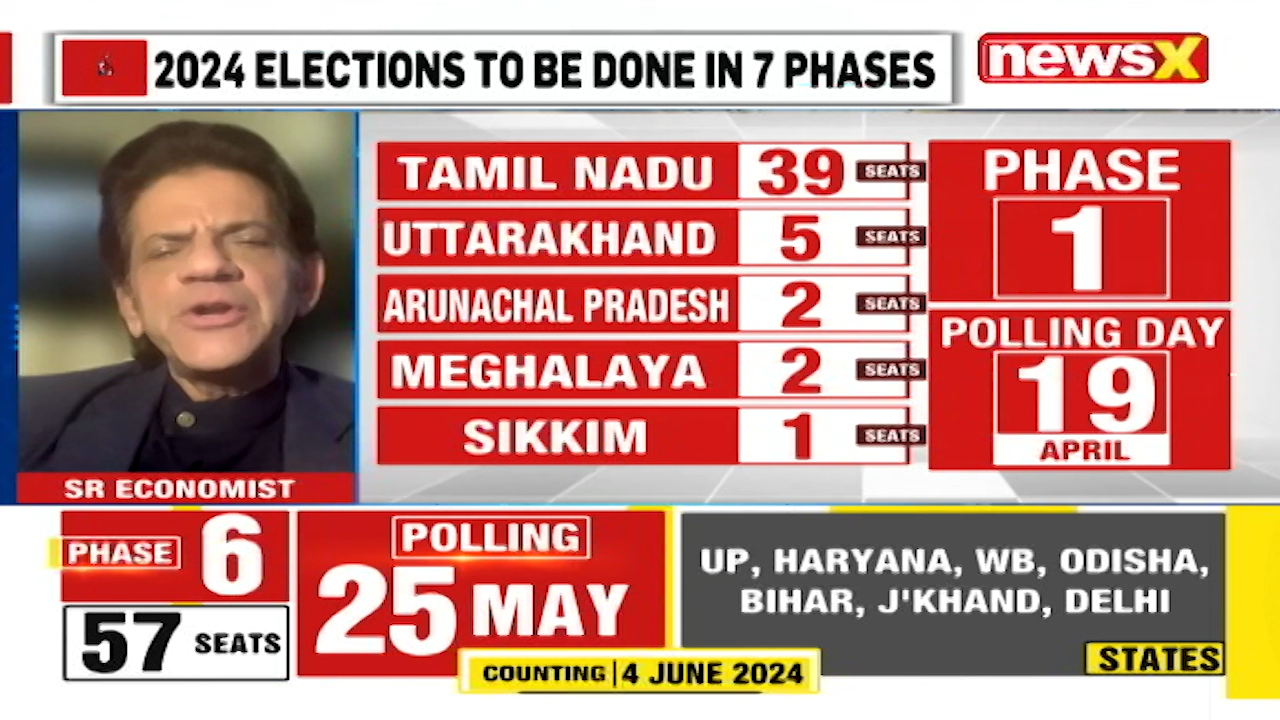 2024 ELECTIONS TO BE DONE IN 7 PHASES
newsX
TAMIL NADU 39 SEATS
UTTARAKHAND 5 SEATS
ARUNACHAL PRADESH 2 SEATS
MEGHALAYA 2 SEATS
SIKKIM 1 SEATS
PHASE
1
POLLING DAY
19
APRIL
SR ECONOMIST
PHASE 6
57 SEATS
POLLING
25 MAY
UP, HARYANA, WB, ODISHA,
BIHAR, J'KHAND, DELHI
STATES
COUNTING | 4 JUNE 2024